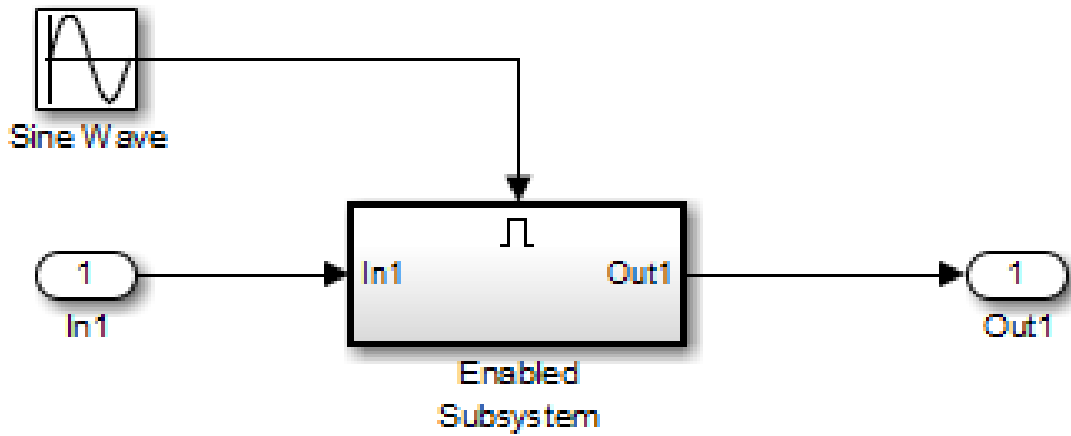 Sine Wave
1
In1
In1
Out1
Enabled
Subsystem
1
Out1